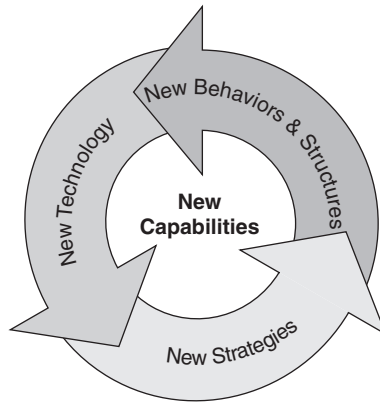 New Behaviors & Structures
New Technology
New
Capabilities
New Strategies